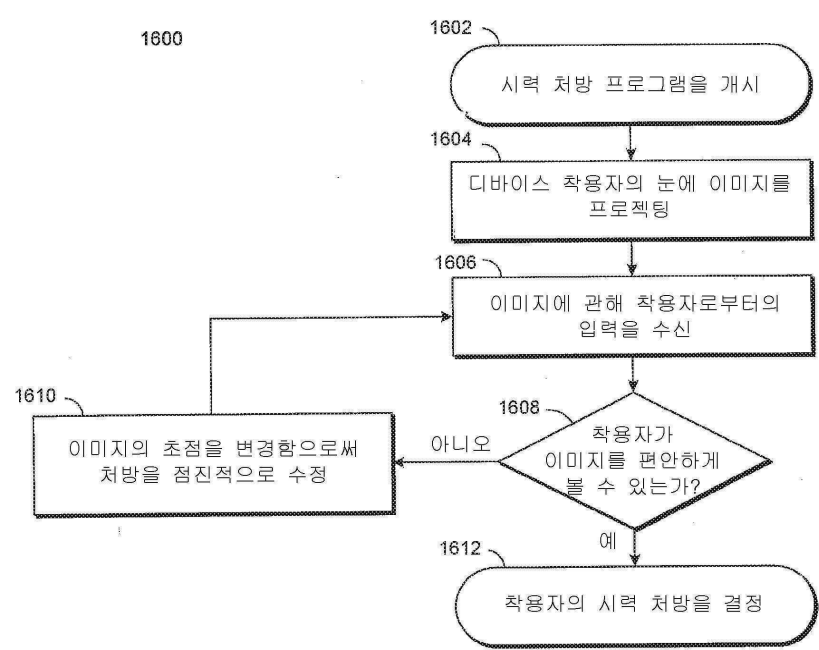 1600
1602
시력 처방 프로그램을 개시
1604
디바이스 착용자의 눈에 이미지를
프로젝팅
1606
이미지에 관해 착용자로부터의
입력을 수신
1608
착용자가
이미지를 편안하게
볼 수 있는가?
아니오
1610
이미지의 초점을 변경함으로써
처방을 점진적으로 수정
예
1612
착용자의 시력 처방을 결정